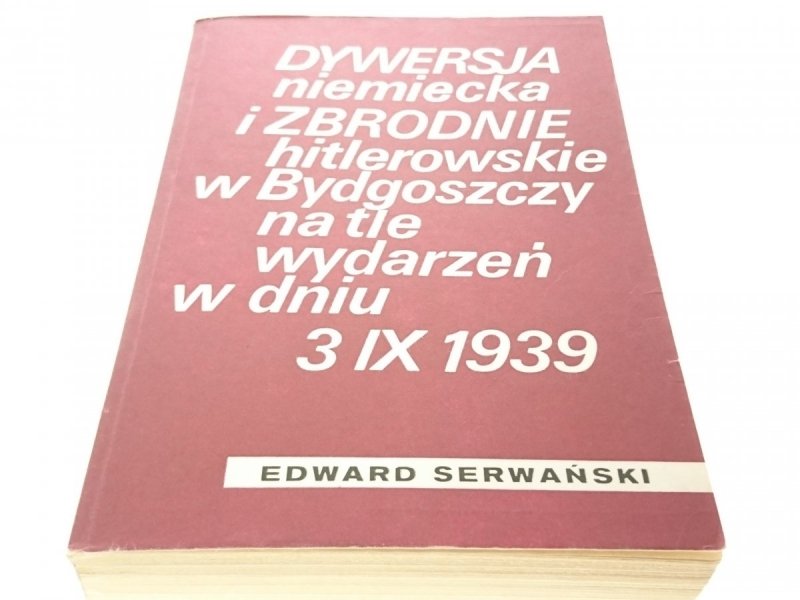 DYWERSJA
niemiecka
i ZBRODNIE
hitlerowskie
w Bydgoszczy
na tle
wydarzeń
w dniu
3 IX 1939
EDWARD SERWAŃSKI